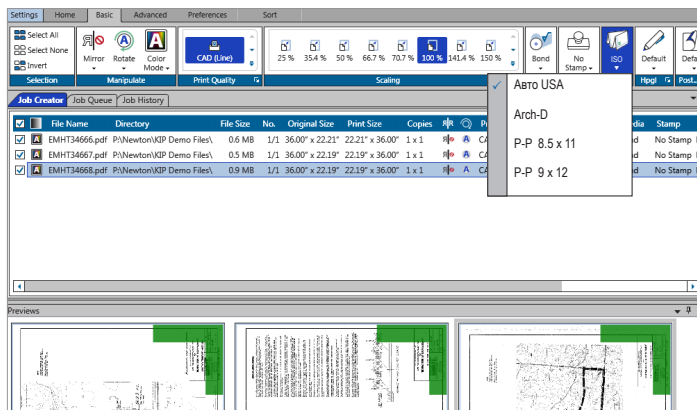 Settings Home Basic Advanced Preferences Sort
Select All
Select None
Invert
Mirror Rotate Color Mode
CAD (Line)
25 % 35.4 % 50 % 66.7 % 70.7 % 100 % 141.4 % 150 %
Bond No Stamp ISO Default
Selection Manipulate Print Quality Scaling Hpgl Post..
Авто USA
Arch-D
P-P 8.5 x 11
P-P 9 x 12
Job Creator Job Queue Job History
File Name Directory File Size No. Original Size Print Size Copies Stamp
EMHT34666.pdf P:\Newton\KIP Demo Files\ 0.6 MB 1/1 36.00" x 22.21" 22.21" x 36.00" 1 x 1 No Stamp
EMHT34667.pdf P:\Newton\KIP Demo Files\ 0.5 MB 1/1 36.00" x 22.19" 22.19" x 36.00" 1 x 1 No Stamp
EMHT34668.pdf P:\Newton\KIP Demo Files\ 0.9 MB 1/1 36.00" x 22.19" 22.19" x 36.00" 1 x 1 No Stamp
Previews